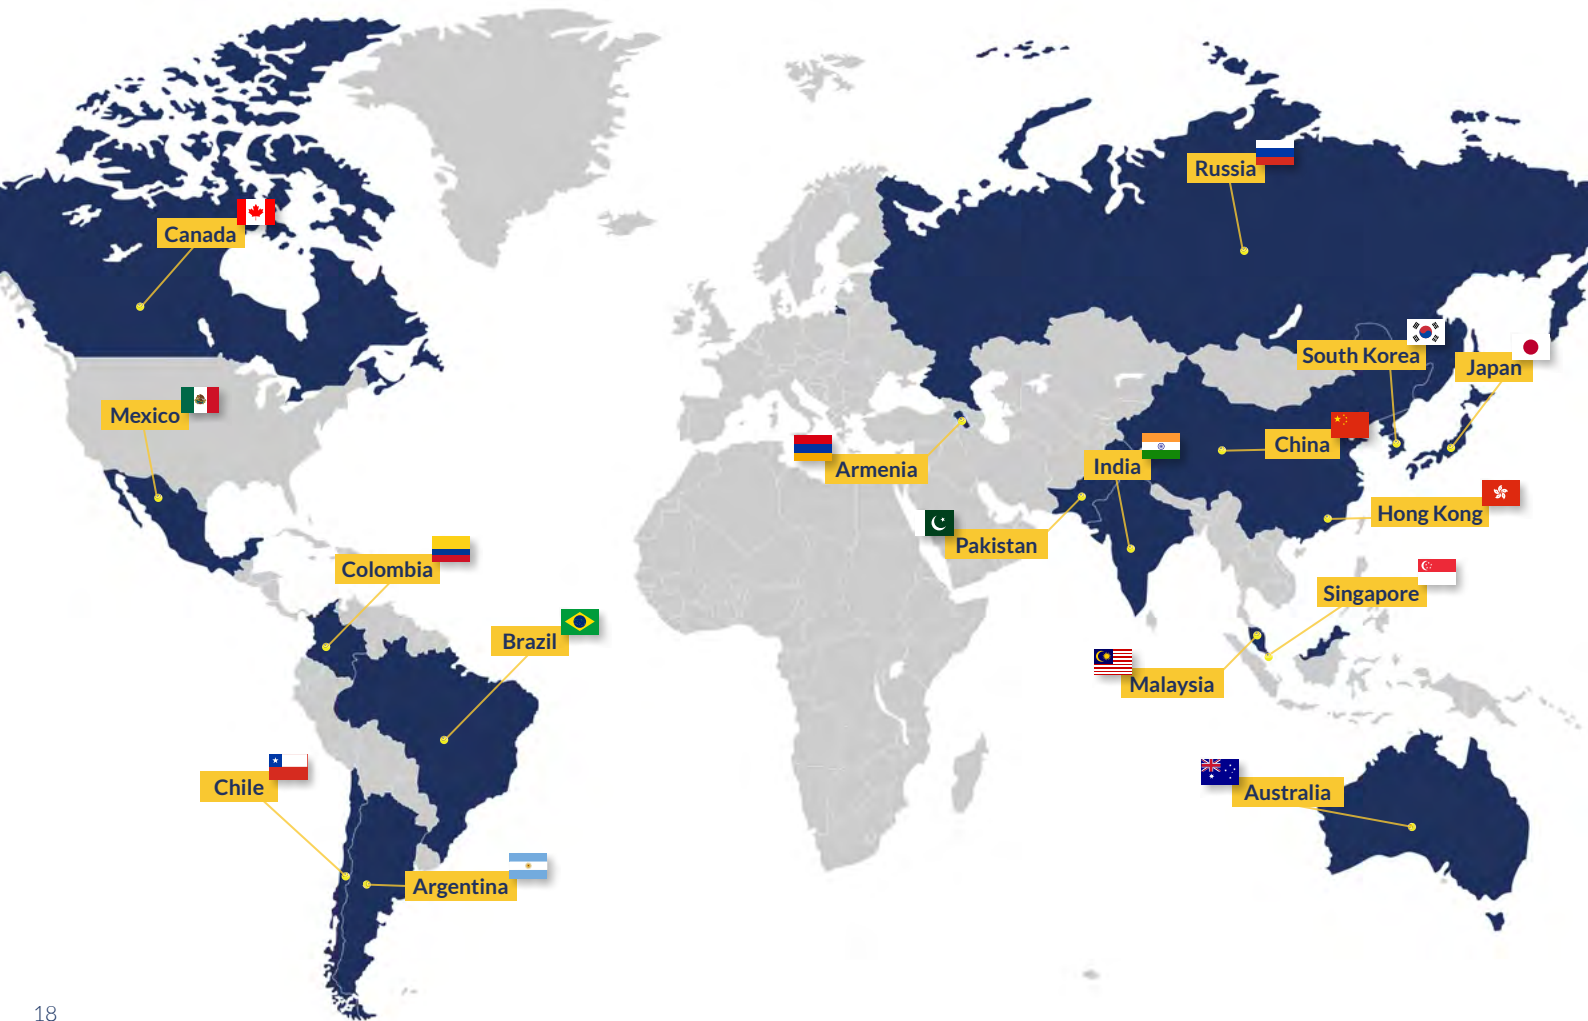 Russia
Canada
South Korea
Japan
Mexico
China
Armenia
India
Hong Kong
Pakistan
Colombia
Singapore
Brazil
Malaysia
Chile
Australia
Argentina
18